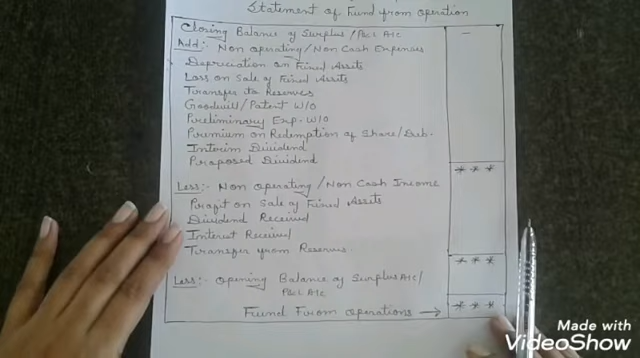 Statement of Fund from Operation
Closing Balance of Surplus/P&L A/c -
Add:- Non operating/Non Cash Expenses
Depreciation on Fixed Assets
Loss on Sale of Fixed Assets
Transfer to Reserves
Goodwill/Patent W/O
Preliminary Exp. W/O
Premium on Redemption of Share/Deb.
Interim Dividend
Proposed Dividend ***
Less:- Non Operating/Non Cash Income
Profit on Sale of Fixed Assets
Dividend Received
Interest Received
Transfer from Reserve ***
Less:- Opening Balance of Surplus A/c/
P&L A/c
Fund From Operations → ***
Made with
VideoShow